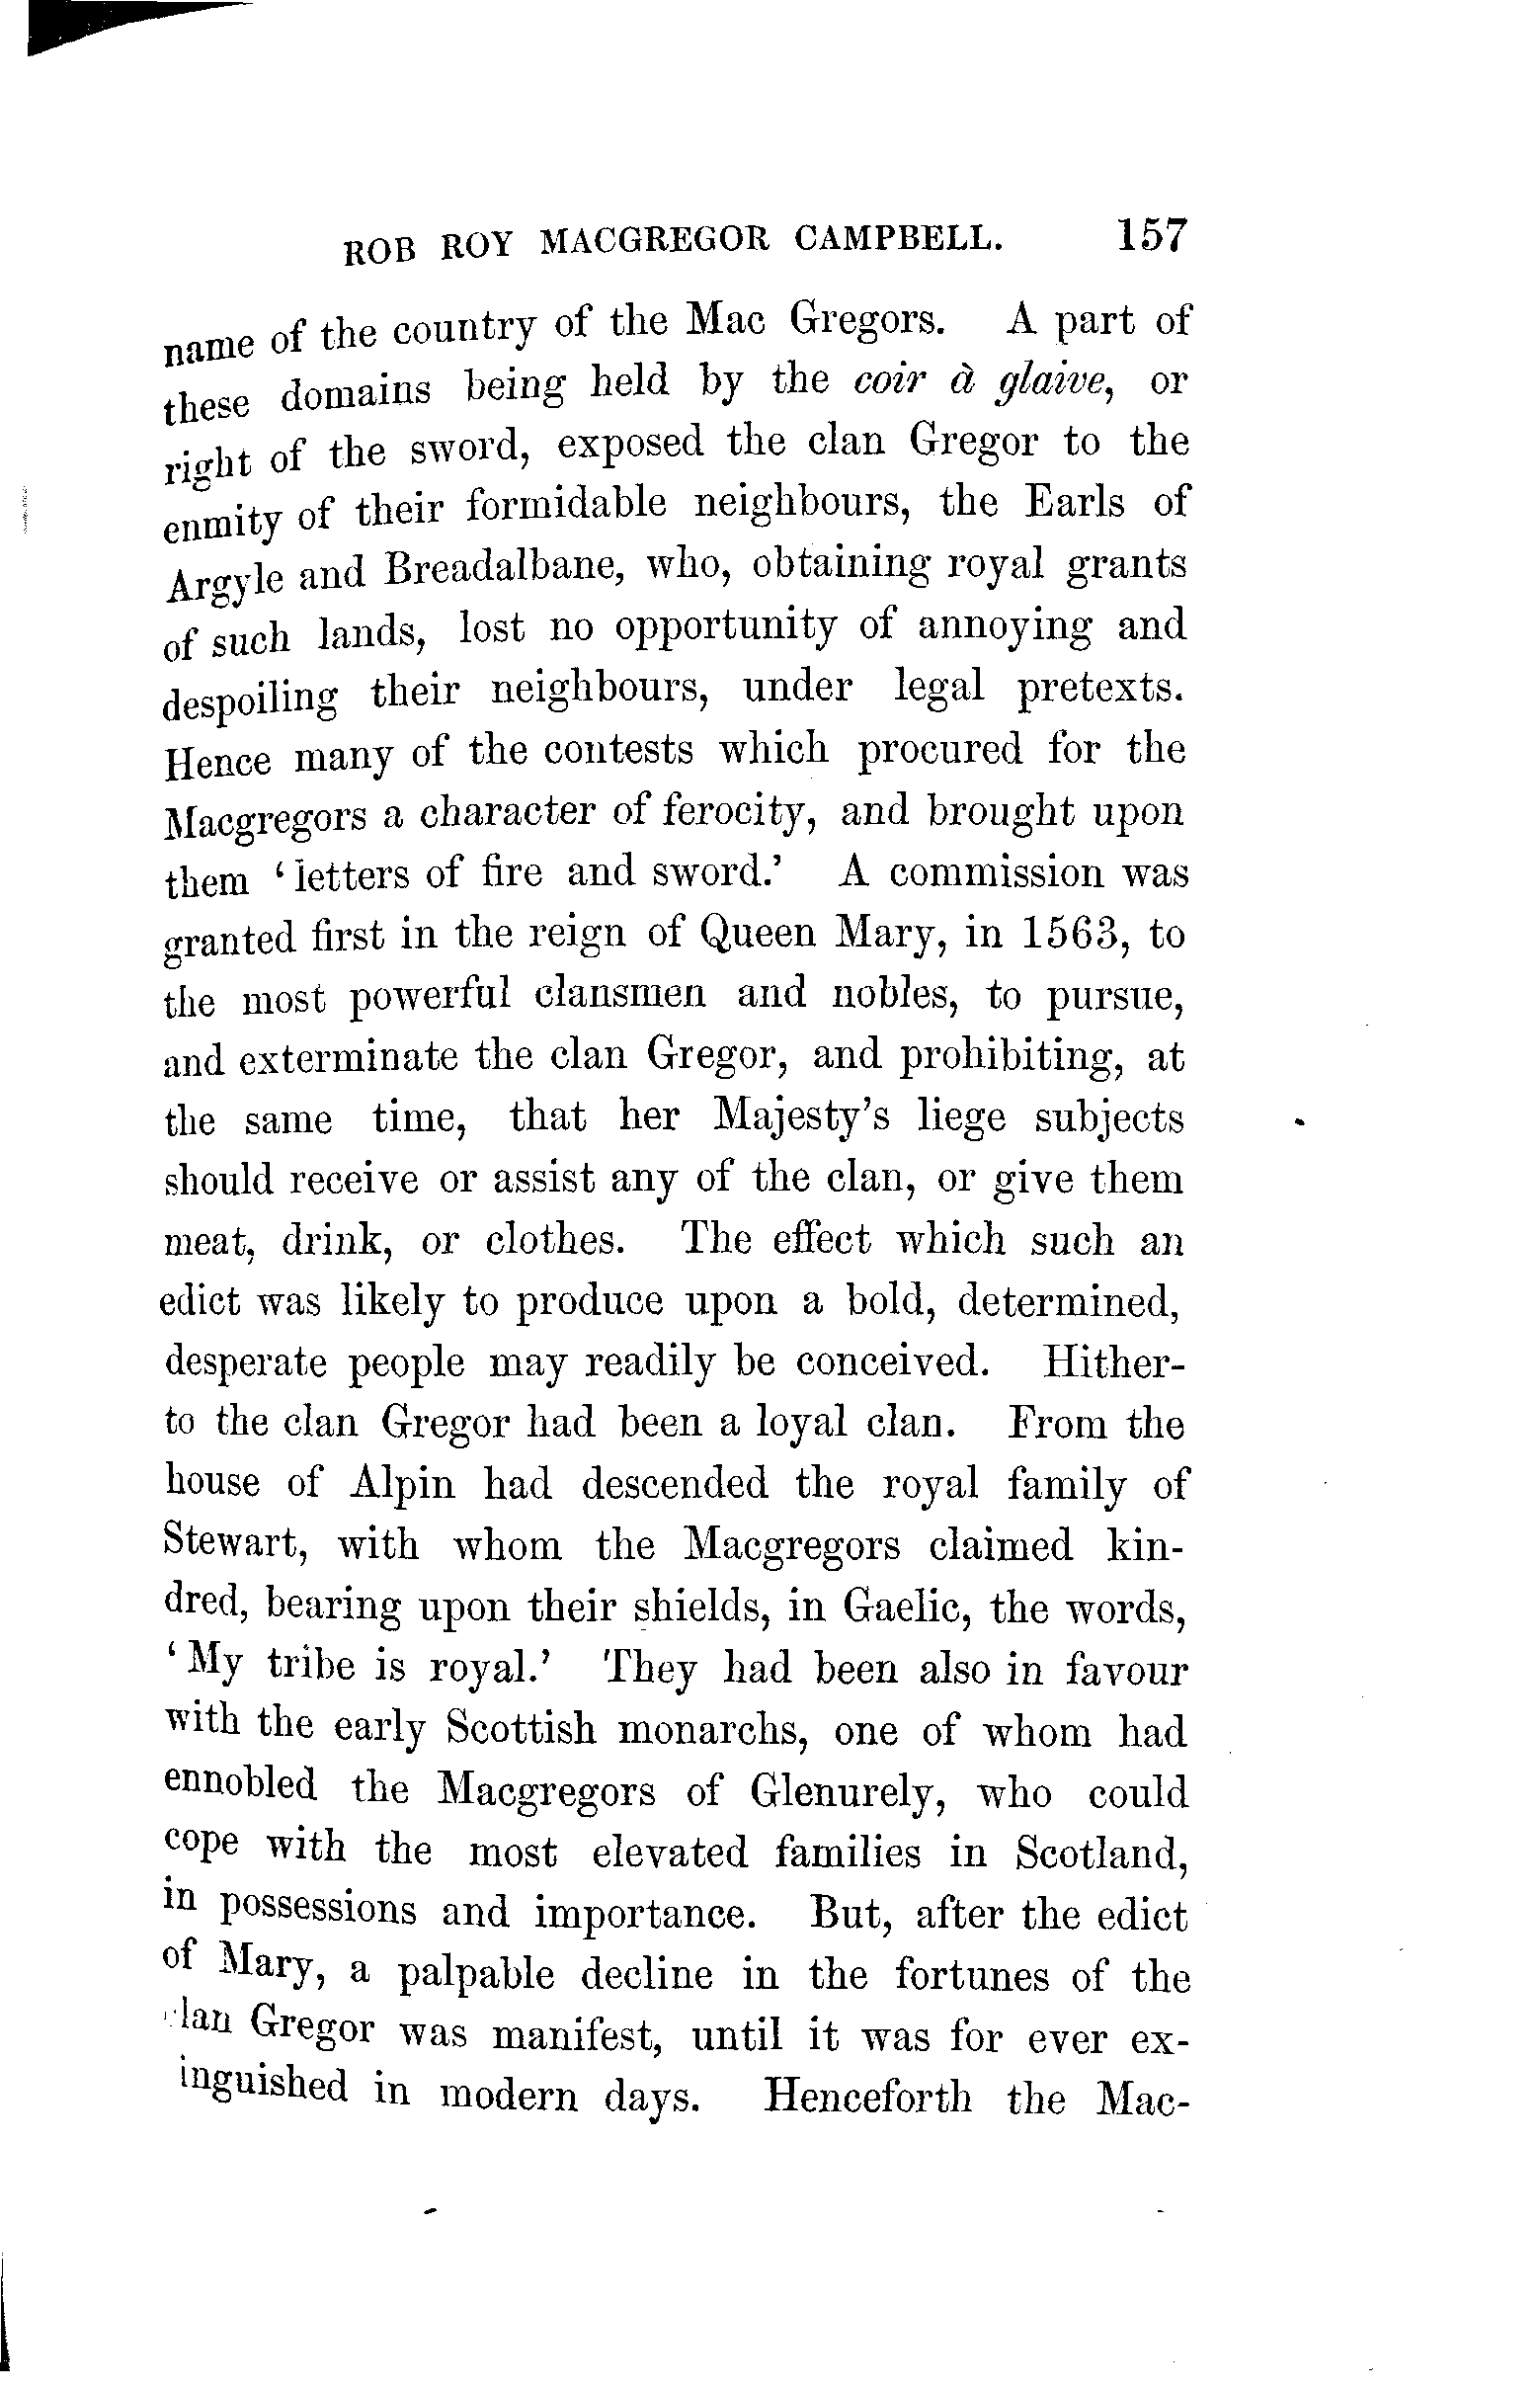 ROB ROY MACGREGOR CAMPBELL. 157
name of the country of the Mac Gregors. A part of
these domains being held by the coir à glaive, or
right of the sword, exposed the clan Gregor to the
enmity of their formidable neighbours, the Earls of
Argyle and Breadalbane, who, obtaining royal grants
of such lands, lost no opportunity of annoying and
despoiling their neighbours, under legal pretexts.
Hence many of the contests which procured for the
Macgregors a character of ferocity, and brought upon
them ‘letters of fire and sword.’ A commission was
granted first in the reign of Queen Mary, in 1563, to
the most powerful clansmen and nobles, to pursue,
and exterminate the clan Gregor, and prohibiting, at
the same time, that her Majesty’s liege subjects
should receive or assist any of the clan, or give them
meat, drink, or clothes. The effect which such an
edict was likely to produce upon a bold, determined,
desperate people may readily be conceived. Hither-
to the clan Gregor had been a loyal clan. From the
house of Alpin had descended the royal family of
Stewart, with whom the Macgregors claimed kin-
dred, bearing upon their shields, in Gaelic, the words,
‘My tribe is royal.’ They had been also in favour
with the early Scottish monarchs, one of whom had
ennobled the Macgregors of Glenurely, who could
cope with the most elevated families in Scotland,
in possessions and importance. But, after the edict
of Mary, a palpable decline in the fortunes of the
clan Gregor was manifest, until it was for ever ex-
inguished in modern days. Henceforth the Mac-